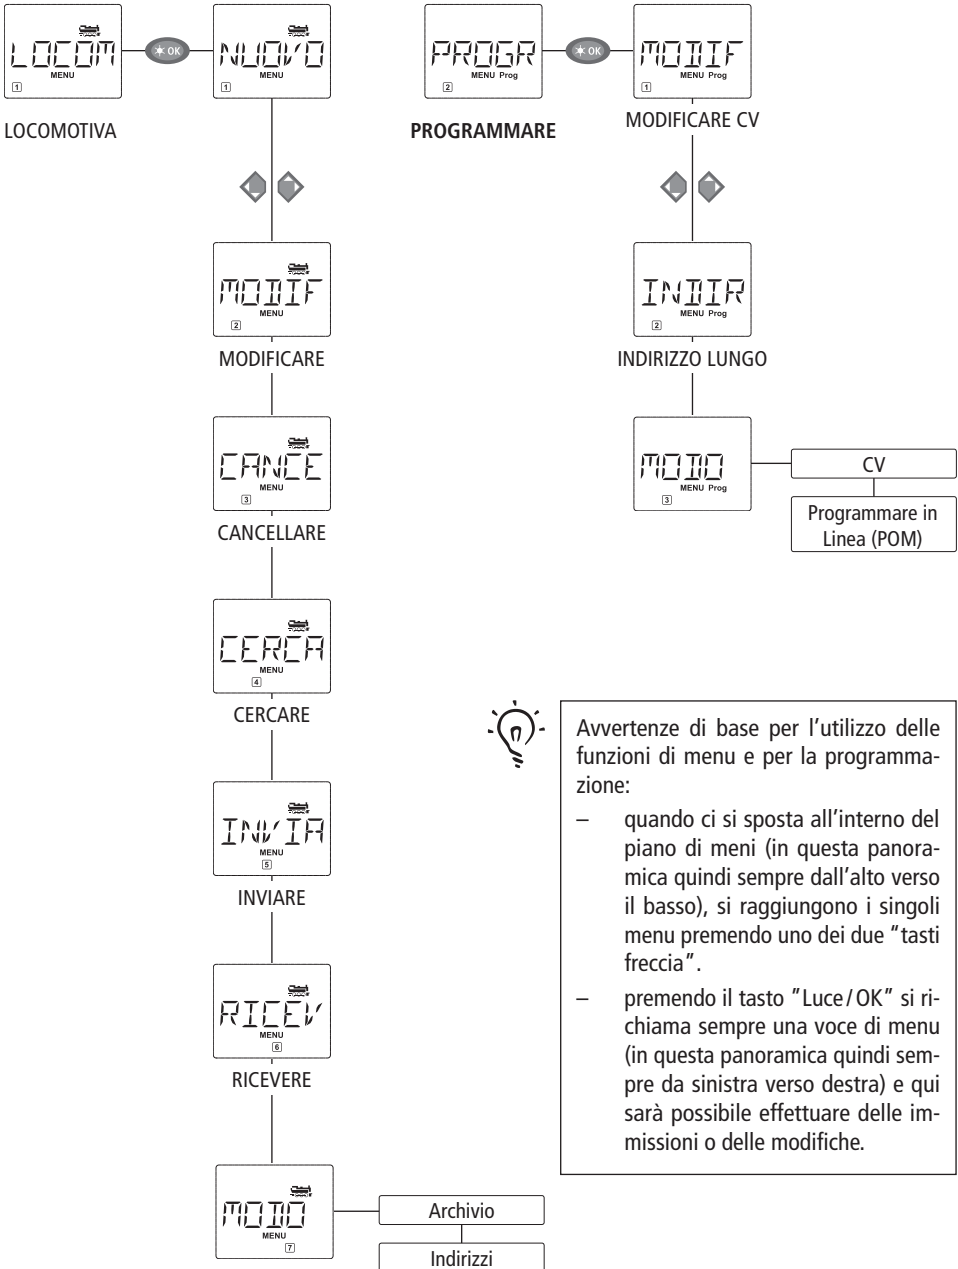 LOCOM
MENU
1
LOCOMOTIVA
✶ OK
NUOVO
MENU
1
MODIF
MENU
2
MODIFICARE
CANCE
MENU
3
CANCELLARE
CERCA
MENU
4
CERCARE
INVIA
MENU
5
INVIARE
RICEV
MENU
6
RICEVERE
MODO
MENU
7
Archivio
Indirizzi
PROGR
MENU Prog
2
PROGRAMMARE
✶ OK
MODIF
MENU Prog
1
MODIFICARE CV
INDIR
MENU Prog
2
INDIRIZZO LUNGO
MODO
MENU Prog
3
CV
Programmare in
Linea (POM)
Avvertenze di base per l'utilizzo delle
funzioni di menu e per la programma-
zione:
– quando ci si sposta all'interno del
piano di meni (in questa panora-
mica quindi sempre dall'alto verso
il basso), si raggiungono i singoli
menu premendo uno dei due "tasti
freccia".
– premendo il tasto "Luce/OK" si ri-
chiama sempre una voce di menu
(in questa panoramica quindi sem-
pre da sinistra verso destra) e qui
sarà possibile effettuare delle im-
missioni o delle modifiche.